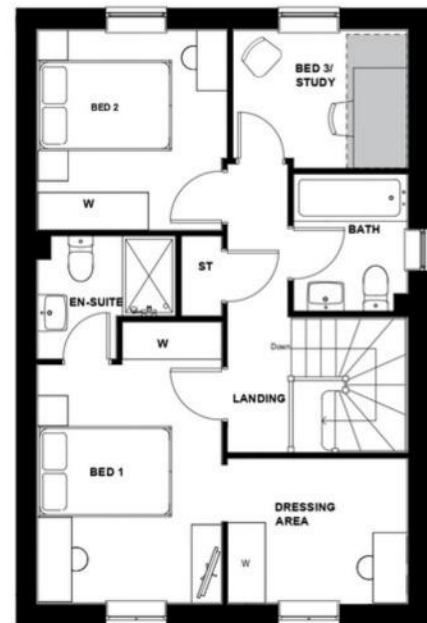 BED 2
BED 3/
STUDY
W
BATH
ST
EN-SUITE
W
Down
LANDING
BED 1
DRESSING
AREA
W